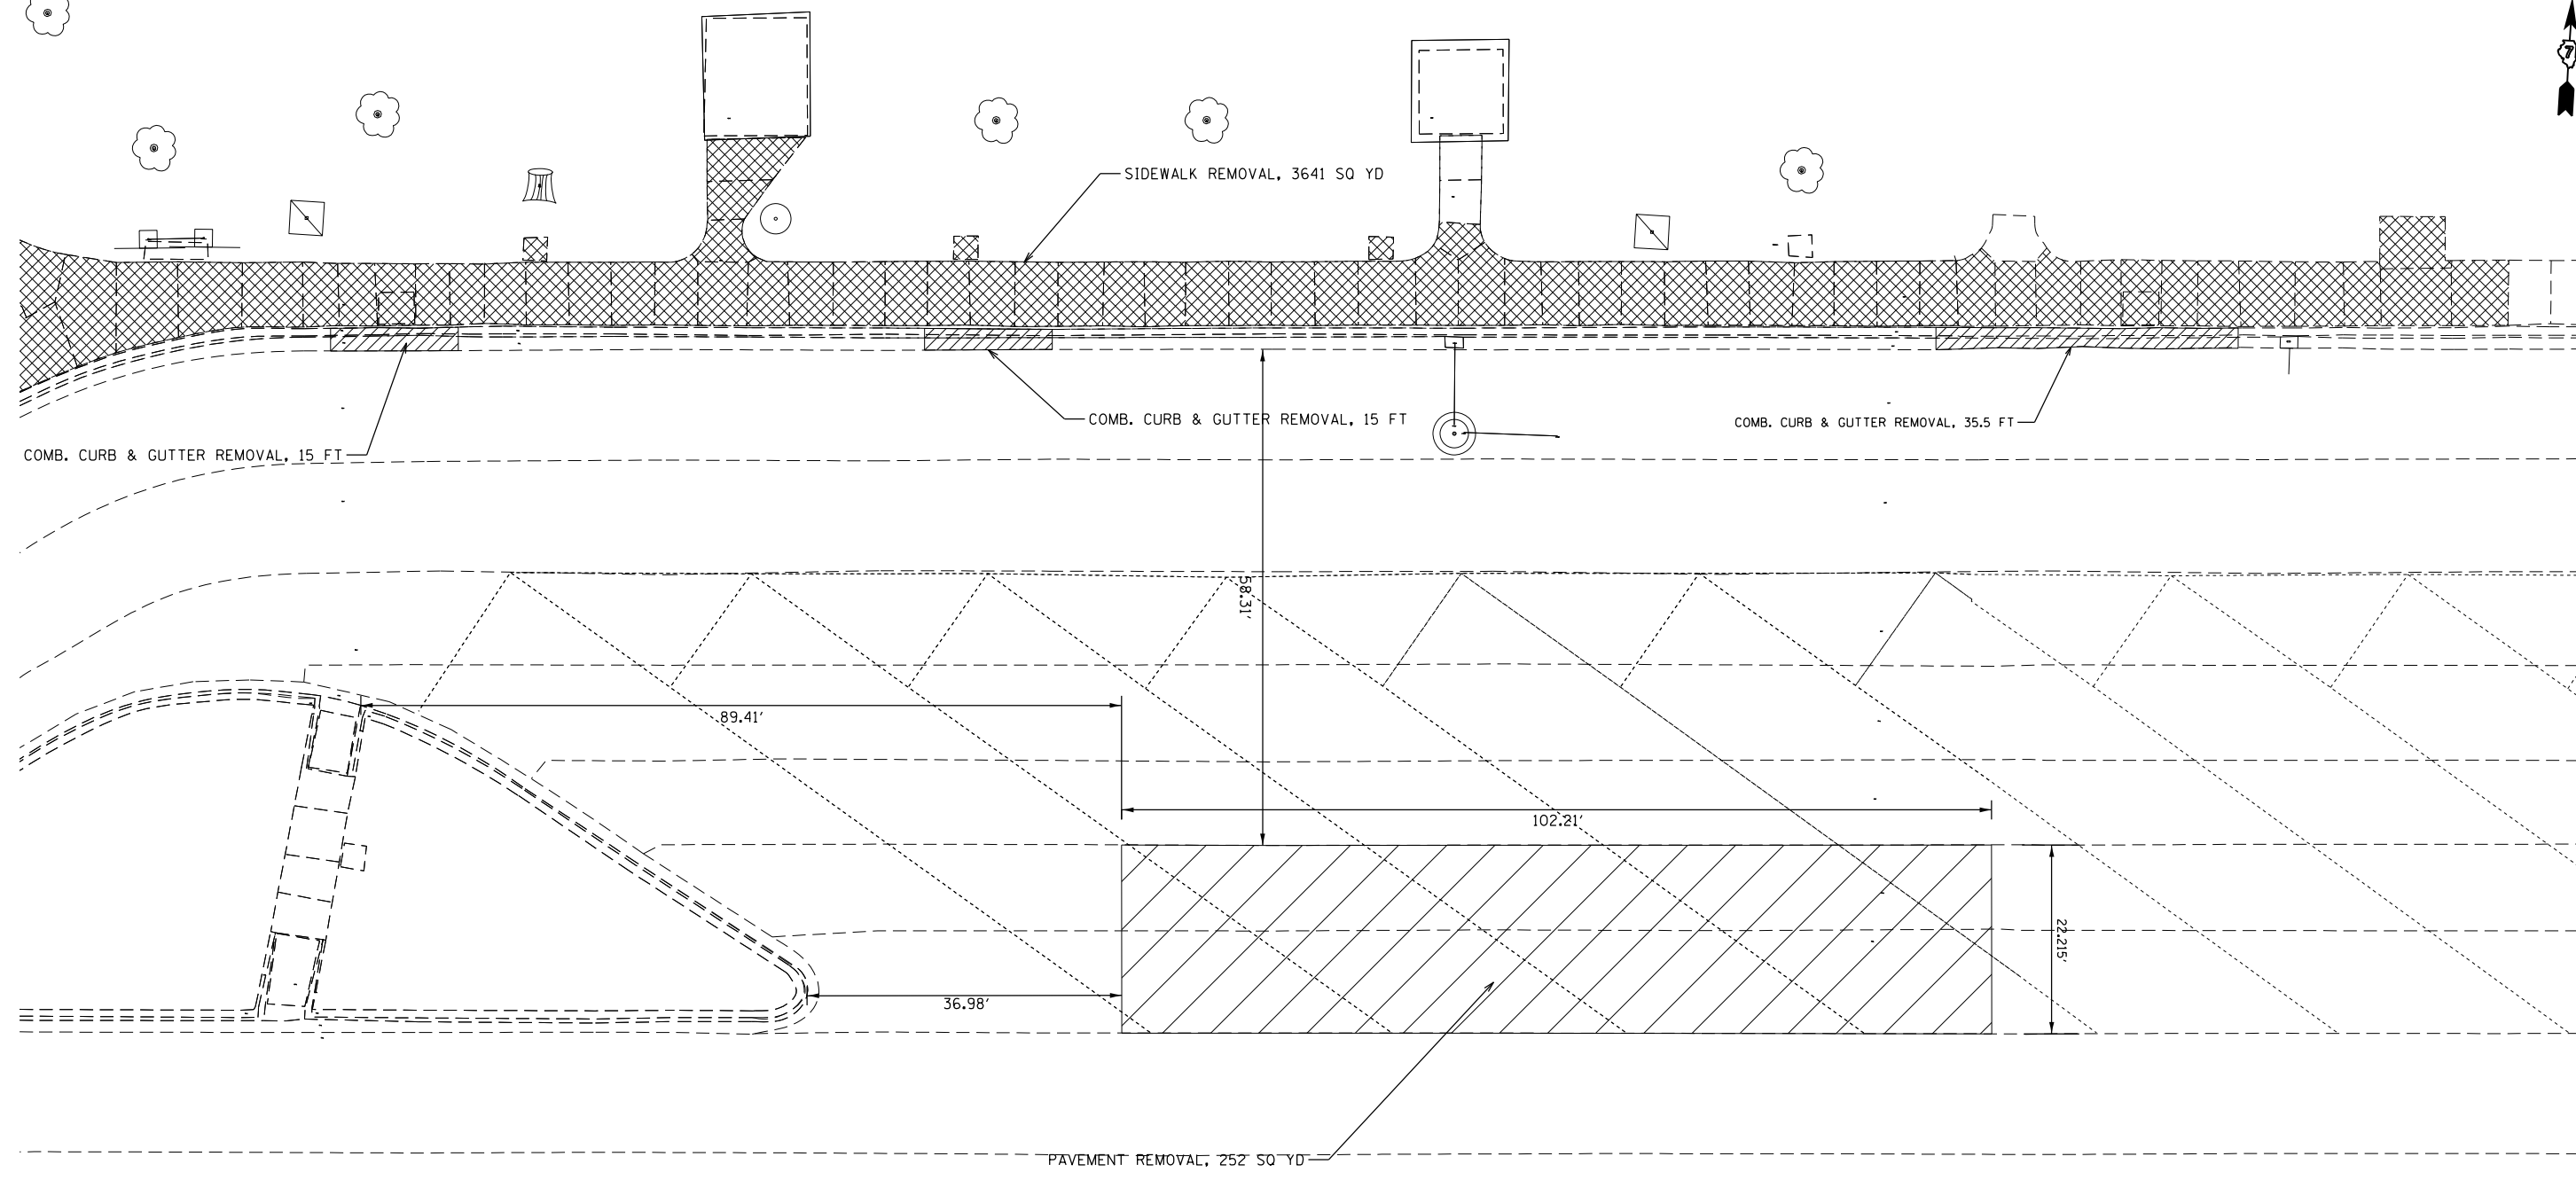 7
SIDEWALK REMOVAL, 3641 SQ YD
COMB. CURB & GUTTER REMOVAL, 15 FT
COMB. CURB & GUTTER REMOVAL, 35.5 FT
COMB. CURB & GUTTER REMOVAL, 15 FT
58.31'
89.41'
102.21'
22.215'
36.98'
PAVEMENT REMOVAL, 252 SQ YD